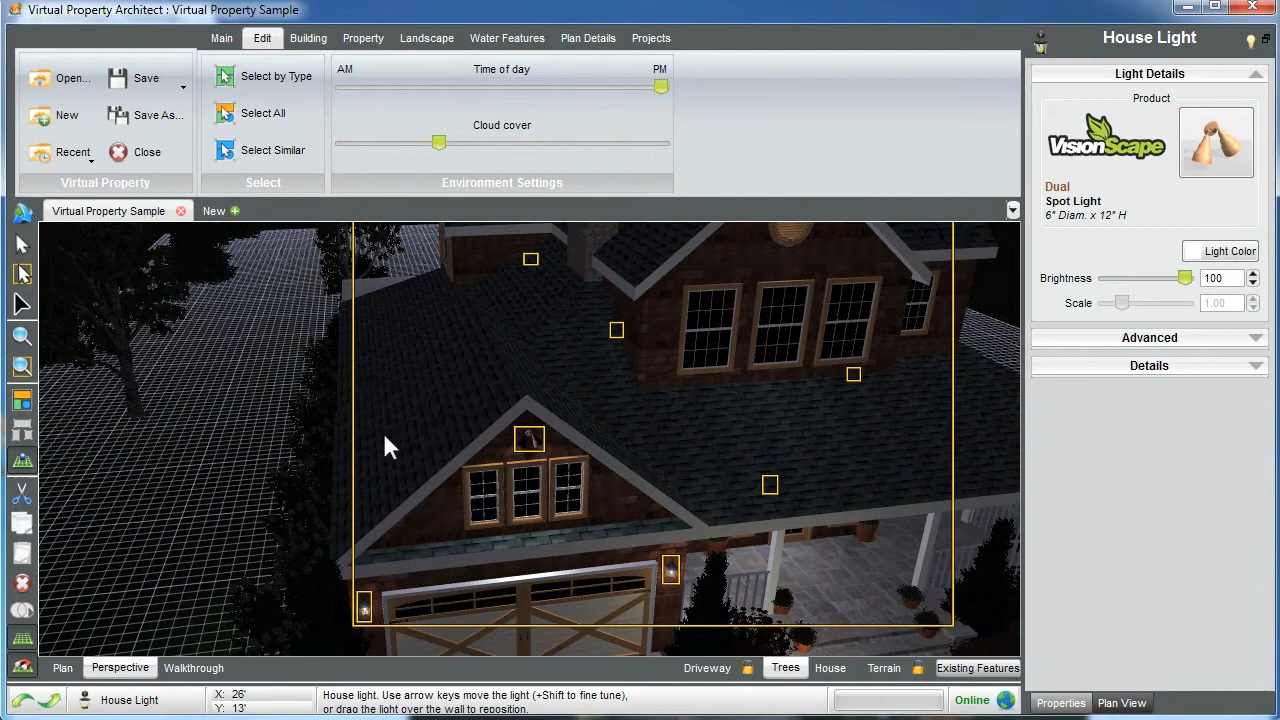 Virtual Property Architect : Virtual Property Sample
Main Edit Building Property Landscape Water Features Plan Details Projects
Open... Save
New Save As...
Recent Close
Virtual Property
Select by Type
Select All
Select Similar
Select
AM Time of day PM
Cloud cover
Environment Settings
House Light
Light Details
Product
VisionScape
Dual
Spot Light
6" Diam. x 12" H
Light Color
Brightness 100
Scale 1.00
Advanced
Details
Virtual Property Sample New
Plan Perspective Walkthrough Driveway Trees House Terrain Existing Features
House Light
X: 26'
Y: 13'
House light. Use arrow keys move the light (+Shift to fine tune),
or drag the light over the wall to reposition.
Online
Properties Plan View